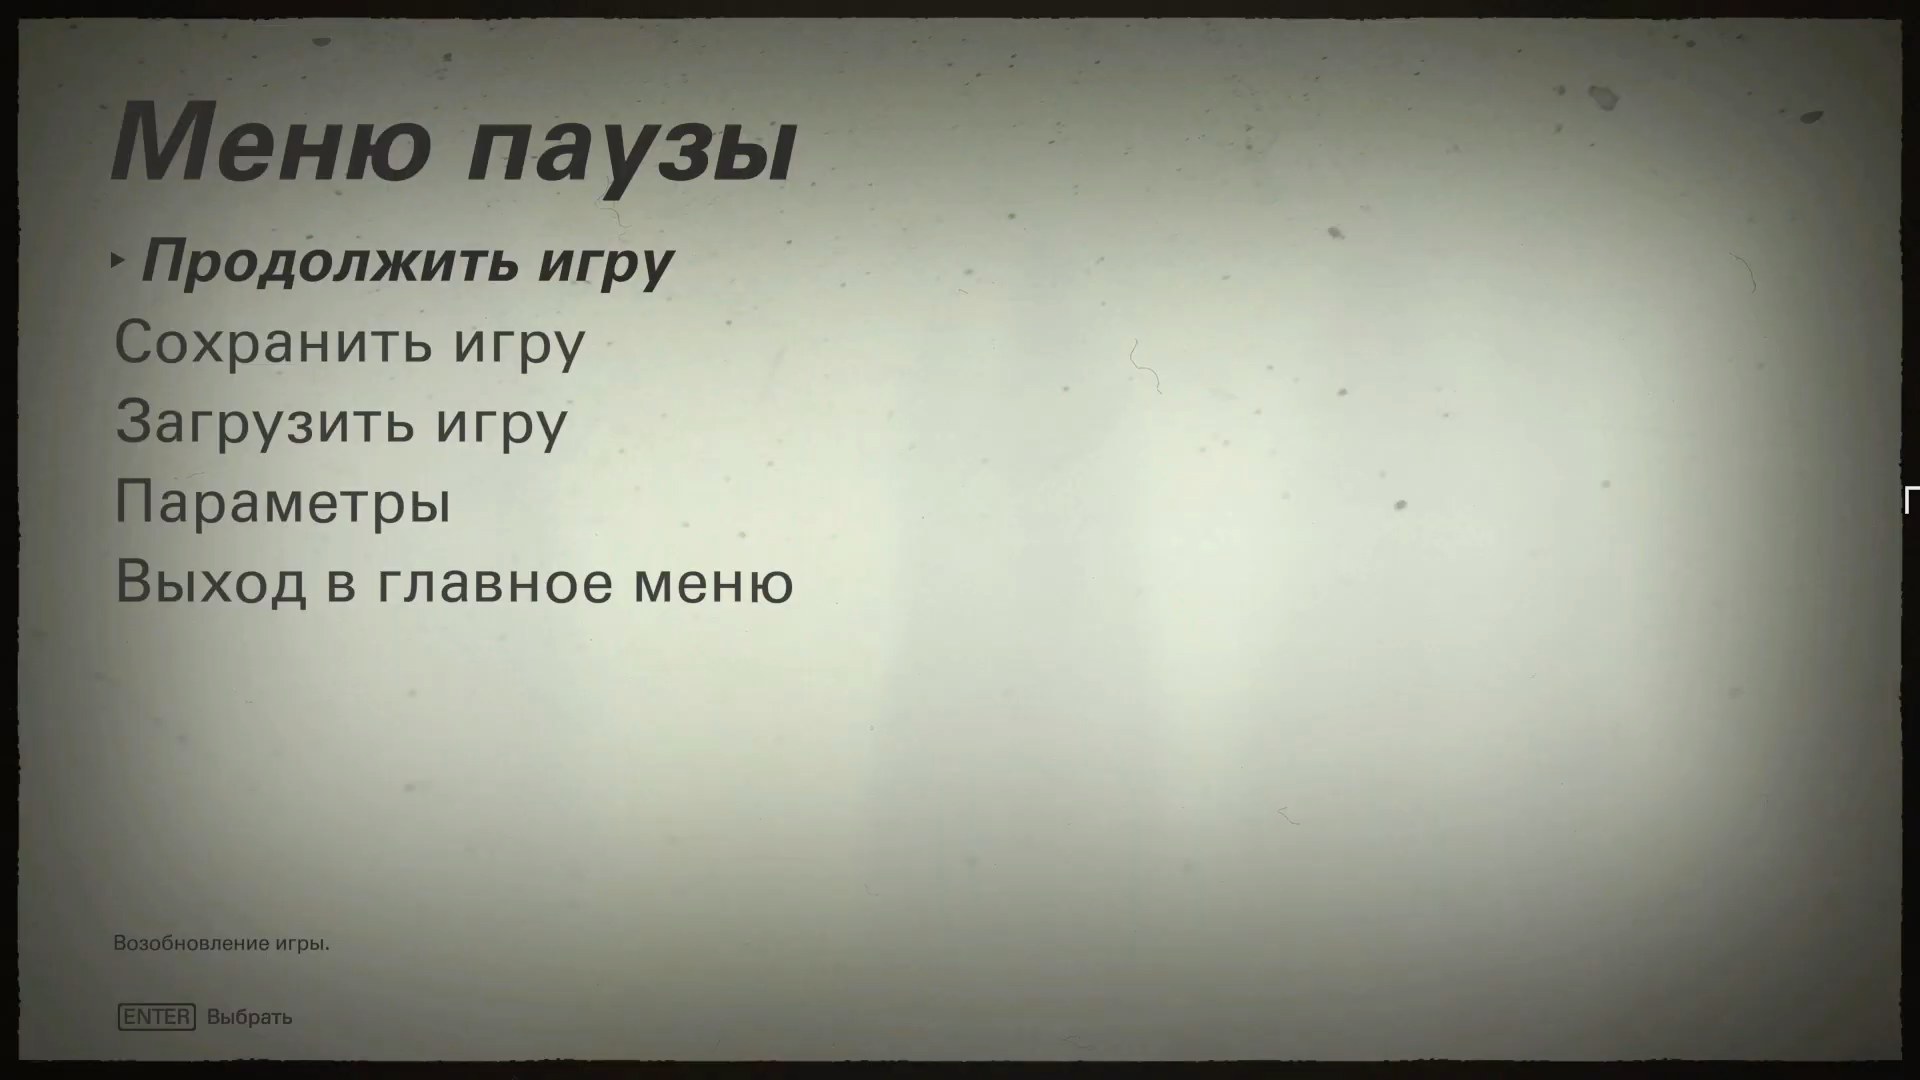 Меню паузы
Продолжить игру
Сохранить игру
Загрузить игру
Параметры
Выход в главное меню
Возобновление игры.
ENTER Выбрать